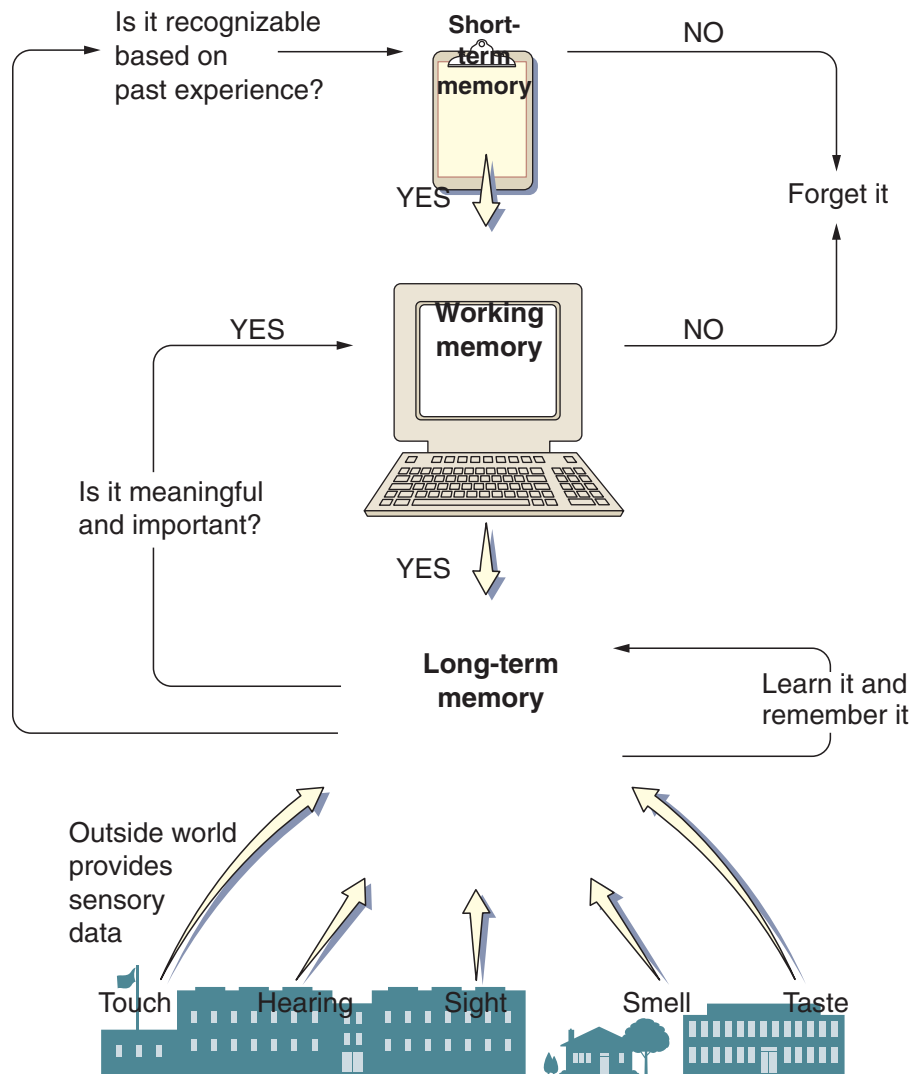 Is it recognizable
based on
past experience?
Short-
term
memory
NO
YES
Forget it
YES
Working
memory
NO
Is it meaningful
and important?
YES
Long-term
memory
Learn it and
remember it
Outside world
provides
sensory
data
Touch
Hearing
Sight
Smell
Taste